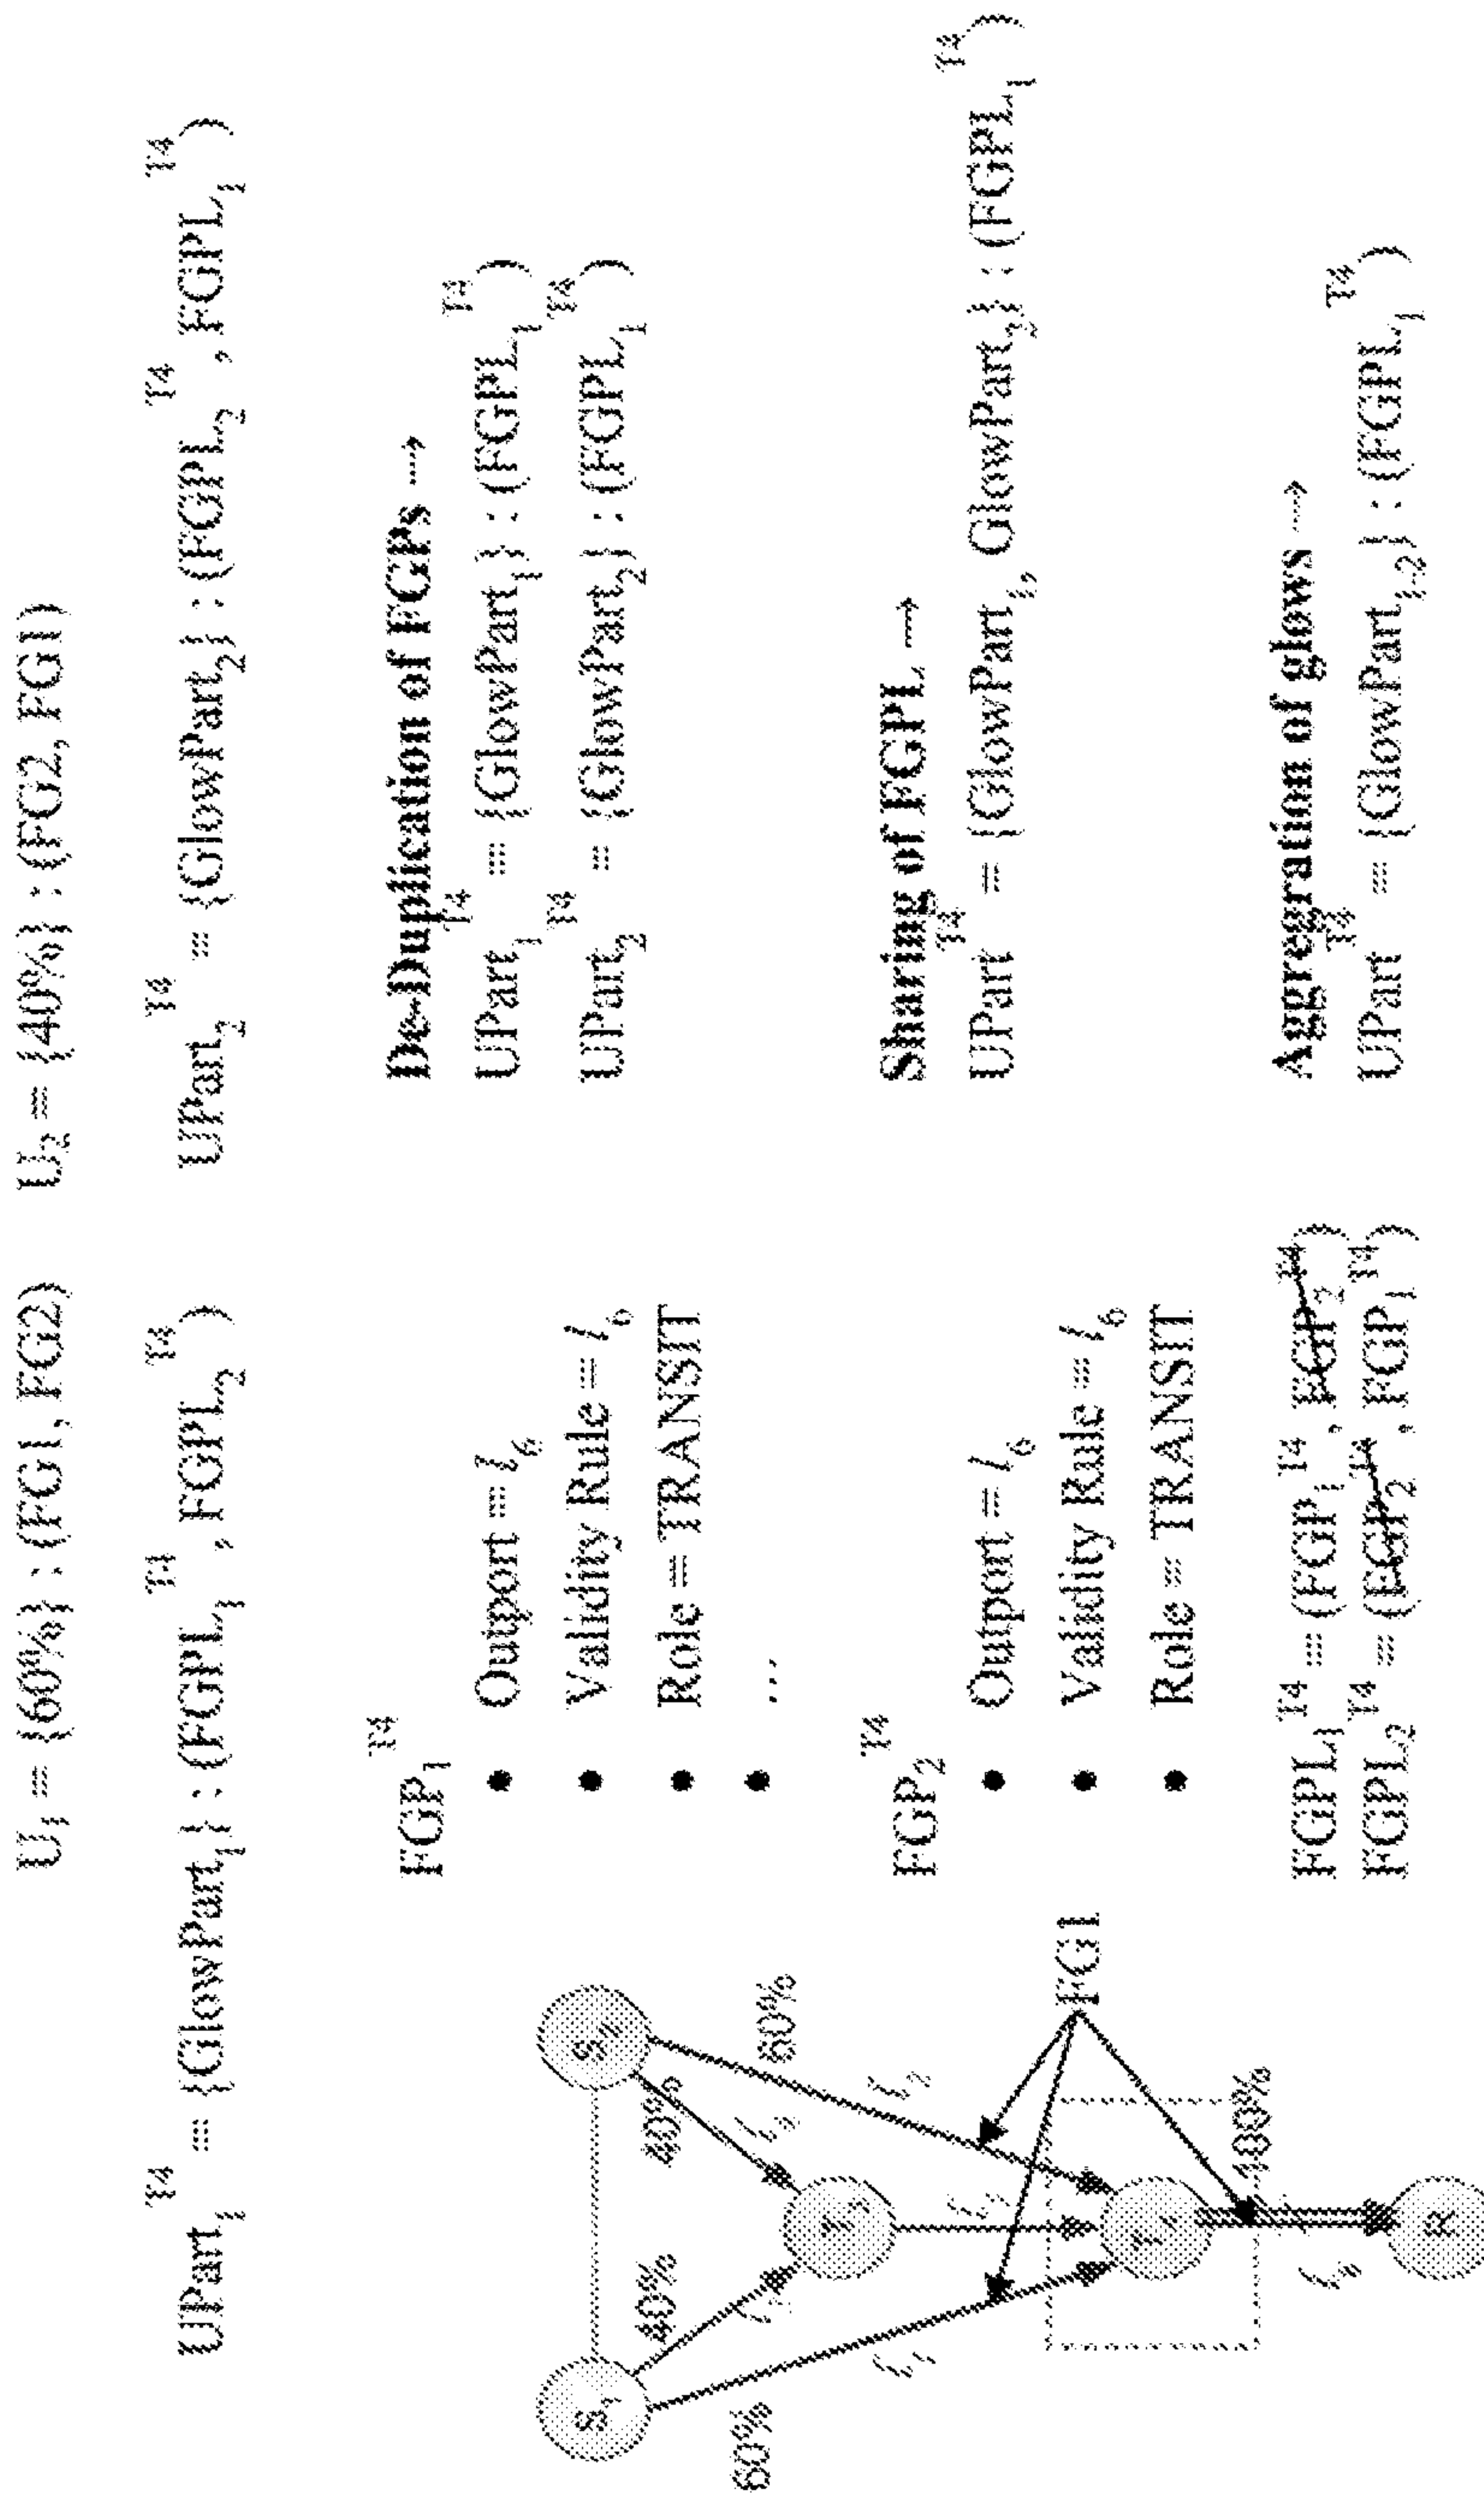 U₁ = {60%} : (FG1, FG2)
U₂ = {40%} : (FG2, FG1)
UPart₁ᵀ⁴ = {GlowPart₁} : (FGPL₁ᵀ⁴, FGPL₂ᵀ⁴)
UPart₂ᵀ⁴ = {GlowPart₂} : (FGPL₂ᵀ⁴, FGPL₁ᵀ⁴)
FGP₁ᵀ⁴
• Outport = l₆
• Validity Rule = l₆
• Role = TRANSIT
• ...
FGP₂ᵀ⁴
• Outport = l₆
• Validity Rule = l₆
• Role = TRANSIT
FGPL₁ᵀ⁴ = (FGP₁ᵀ⁴, FGP₂ᵀ⁴)
FGPL₂ᵀ⁴ = (FGP₂ᵀ⁴, FGP₁ᵀ⁴)
De-Duplication of FGPs →
UPart₁ᵀ⁴ = {GlowPart₁} : (FGPL₁ᵀ⁴)
UPart₂ᵀ⁴ = {GlowPart₂} : (FGPL₁ᵀ⁴)
Sharing of FGPL →
UPartᵀ⁴ = {GlowPart₁, GlowPart₂} : (FGPL₁ᵀ⁴)
Aggregration of glows →
UPartᵀ⁴ = {GlowPart₁₋₂} : (FGPL₁ᵀ⁴)
S₁
S₂
60%
40%
40%
60%
l₁
l₂
T₃
T₄
FG1
100%
l₆
R